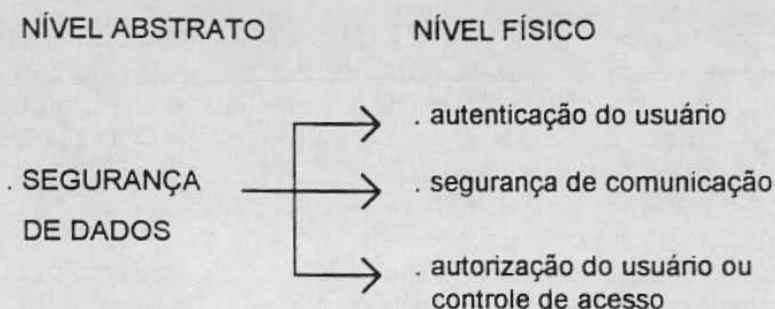 NÍVEL ABSTRATO
NÍVEL FÍSICO
. SEGURANÇA
DE DADOS
. autenticação do usuário
. segurança de comunicação
. autorização do usuário ou
controle de acesso